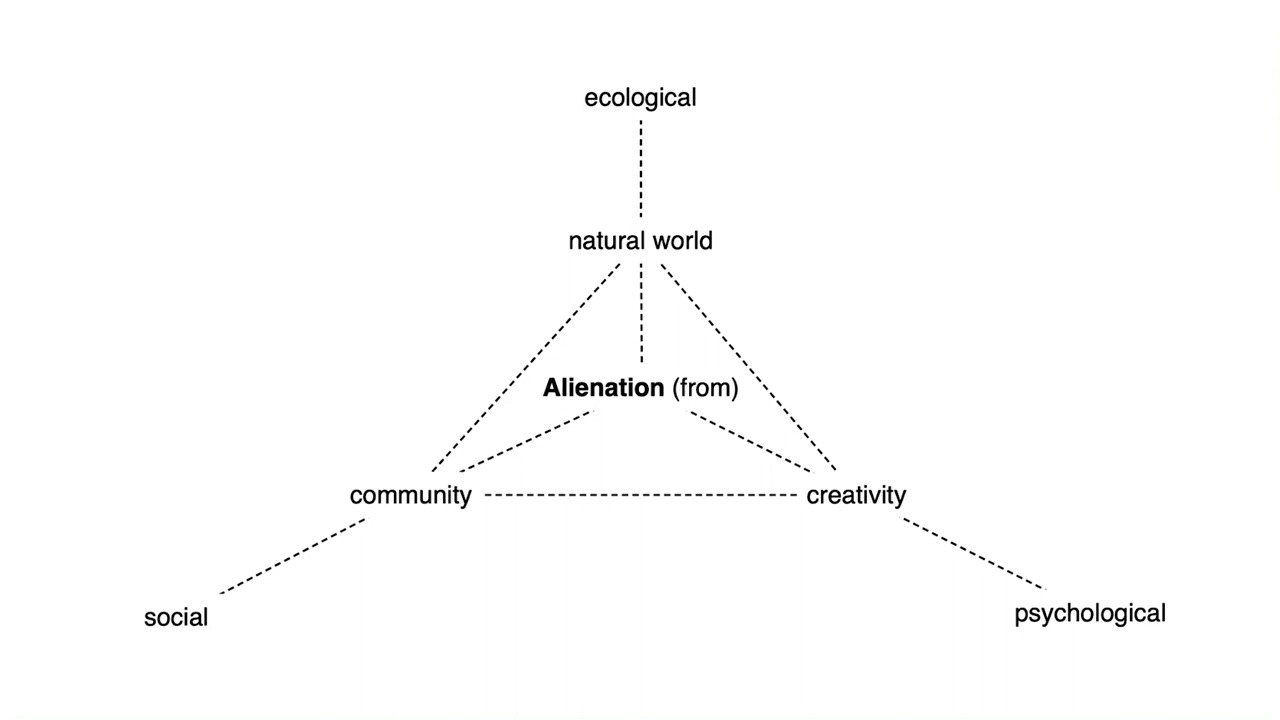 ecological
natural world
Alienation (from)
community
creativity
social
psychological